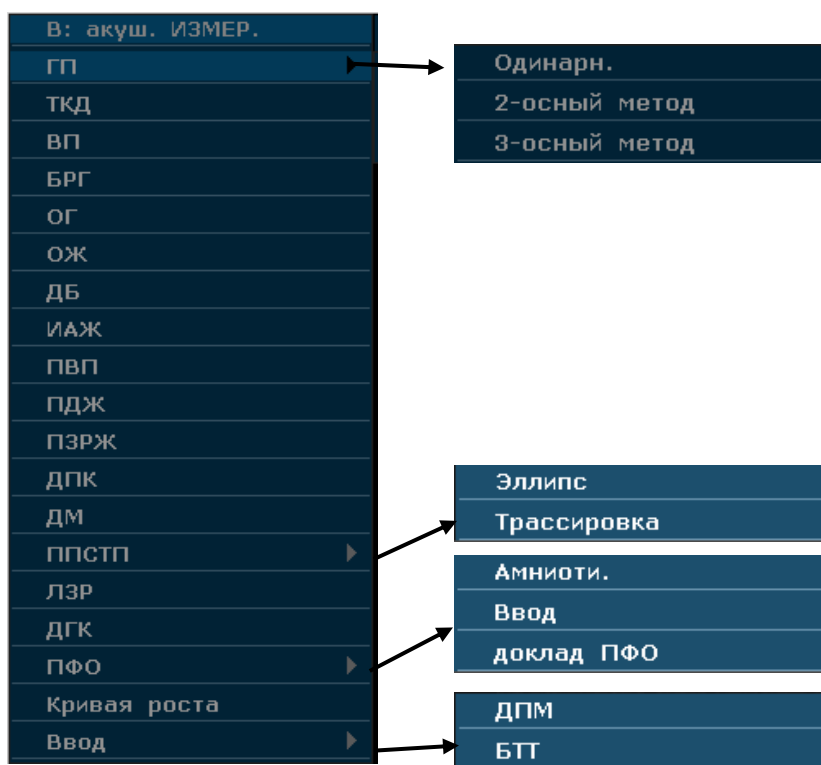 В: акуш. ИЗМЕР.
ГП
ТКД
ВП
БРГ
ОГ
ОЖ
ДБ
ИАЖ
ПВП
ПДЖ
ПЗРЖ
ДПК
ДМ
ППСТП
ЛЗР
ДГК
ПФО
Кривая роста
Ввод
Одинарн.
2-осный метод
3-осный метод
Эллипс
Трассировка
Амниоти.
Ввод
доклад ПФО
ДПМ
БТТ